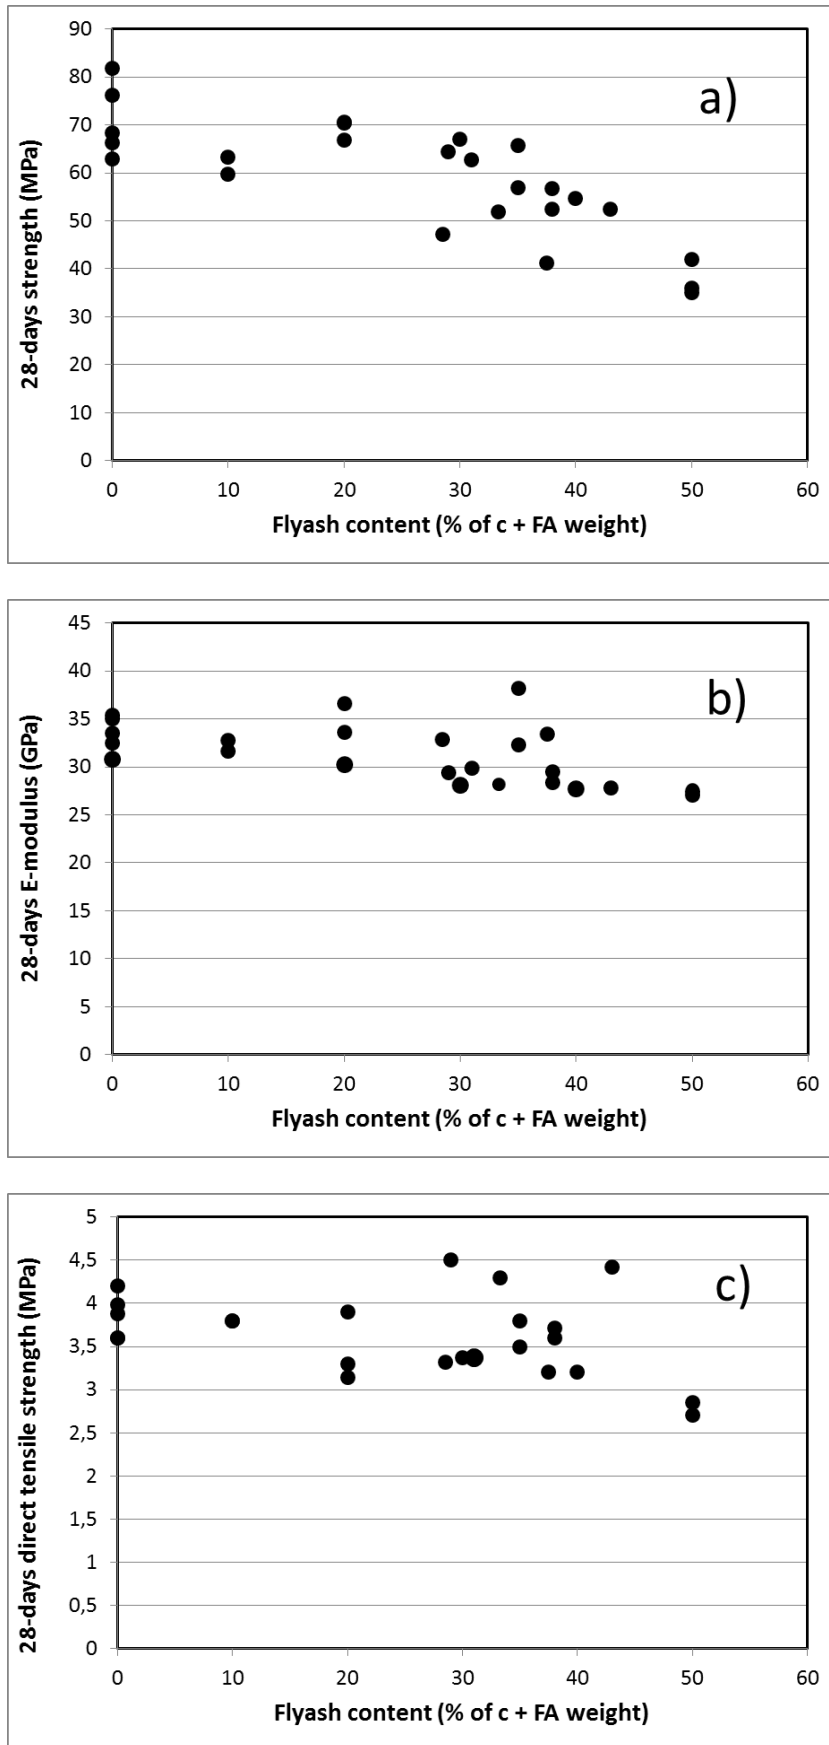 a)
28-days strength (MPa)
90
80
70
60
50
40
30
20
10
0
0 10 20 30 40 50 60
Flyash content (% of c + FA weight)
b)
28-days E-modulus (GPa)
45
40
35
30
25
20
15
10
5
0
0 10 20 30 40 50 60
Flyash content (% of c + FA weight)
c)
28-days direct tensile strength (MPa)
5
4,5
4
3,5
3
2,5
2
1,5
1
0,5
0
0 10 20 30 40 50 60
Flyash content (% of c + FA weight)